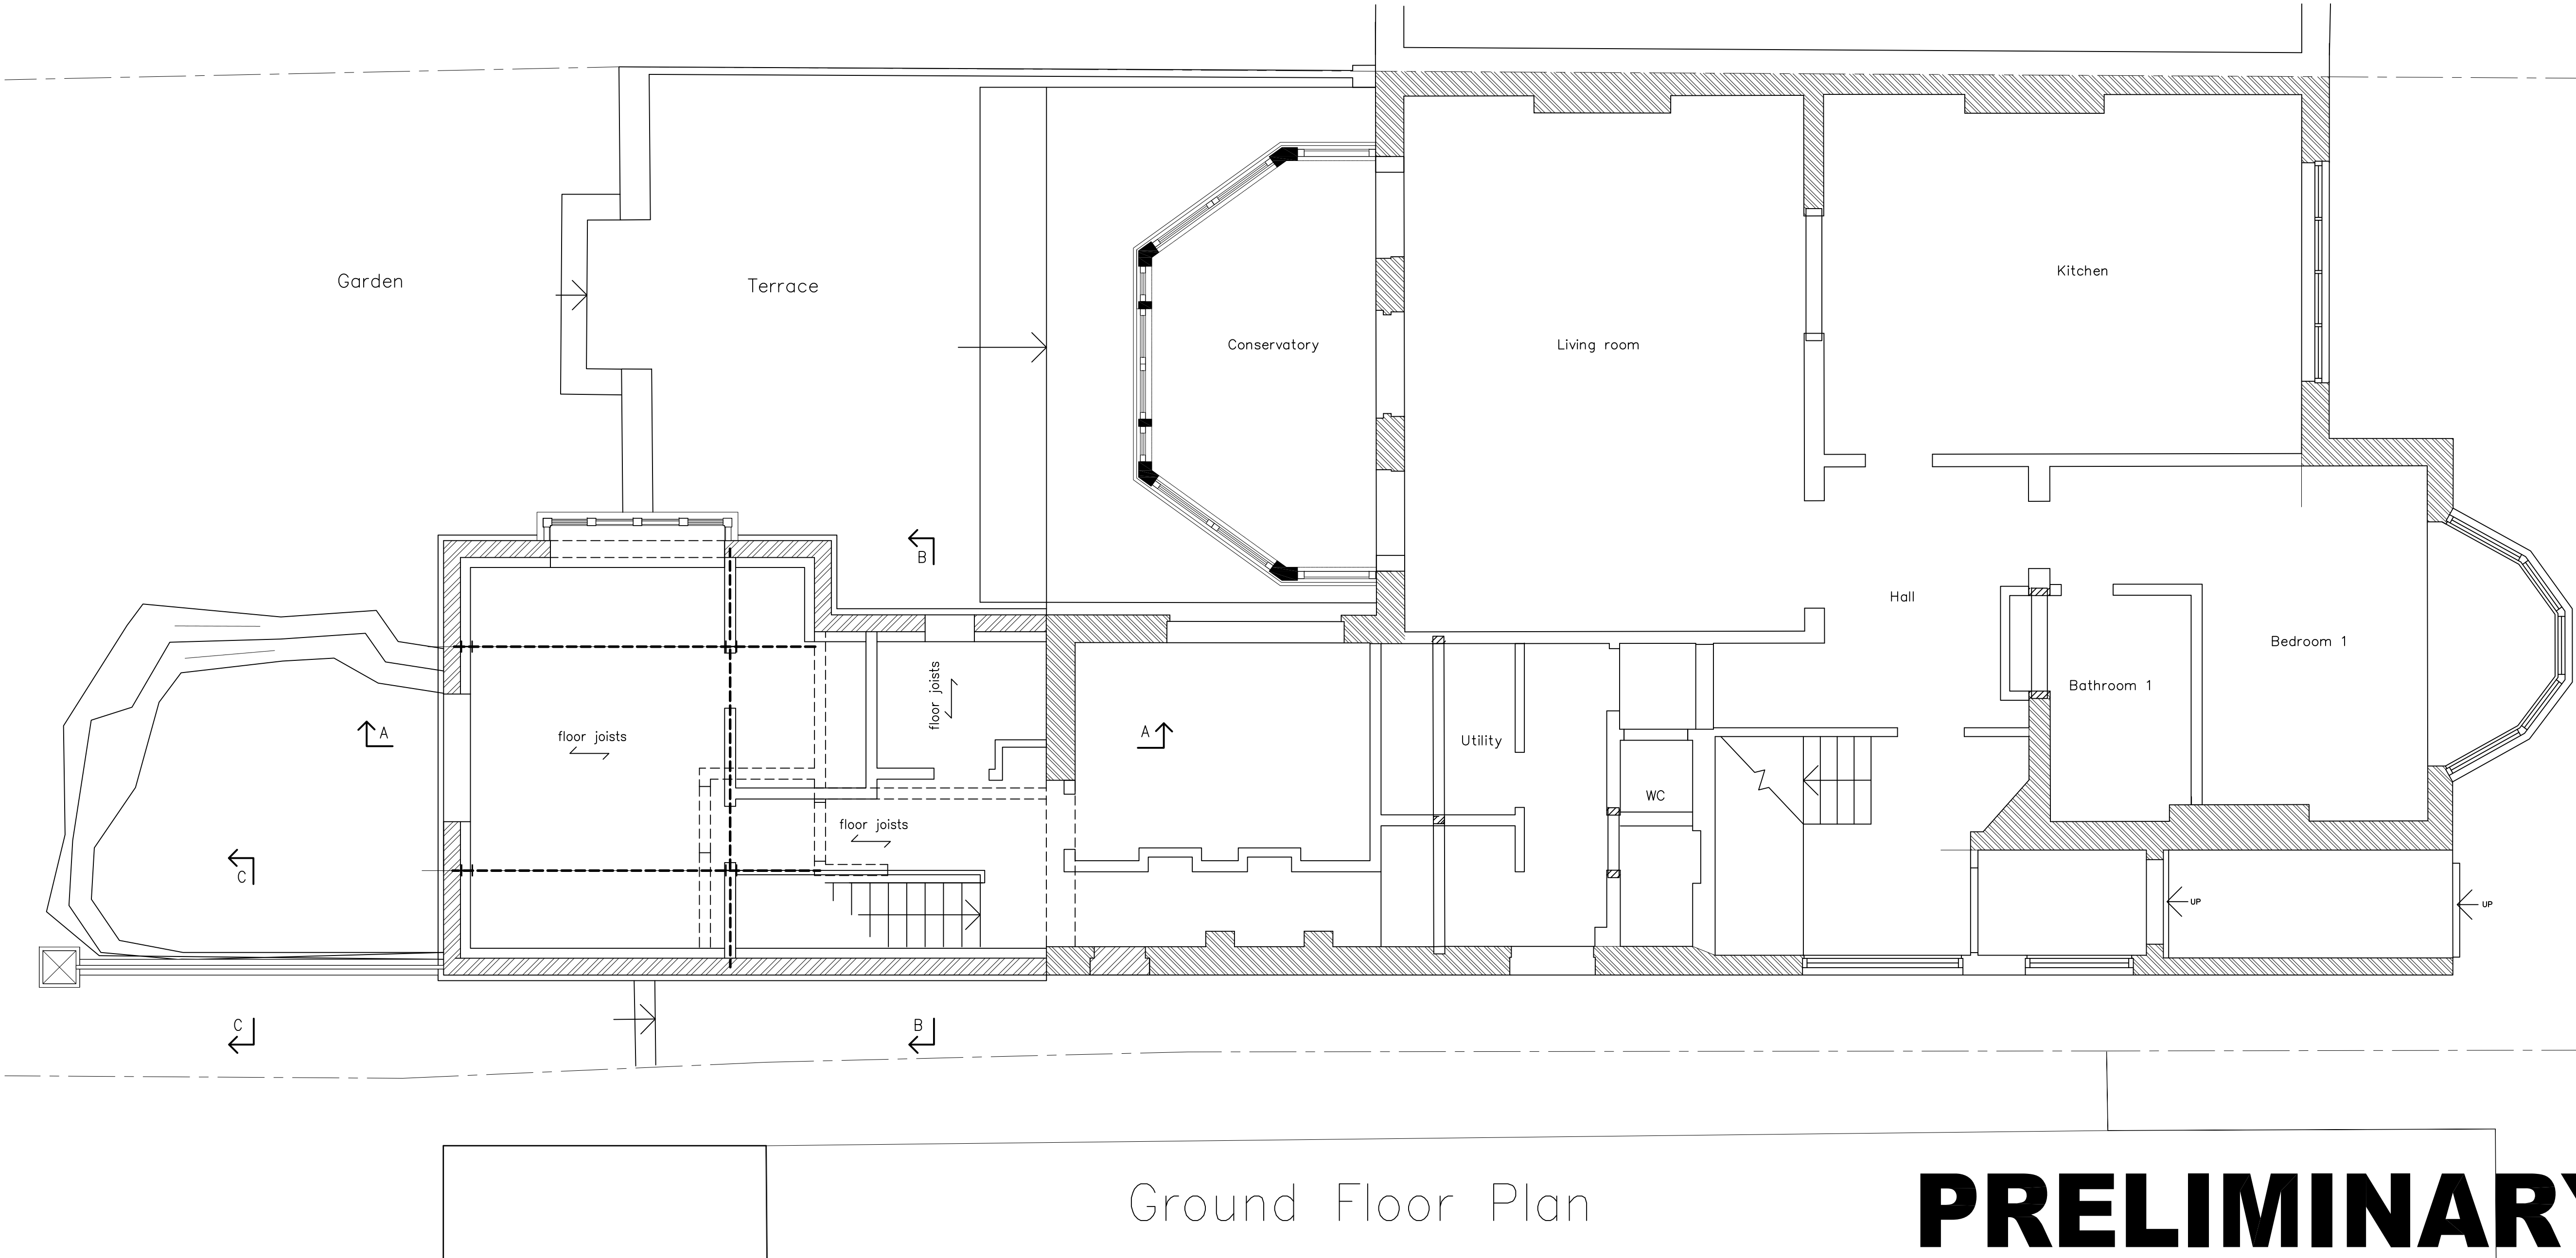 Garden
Terrace
Kitchen
Conservatory
Living room
B
Hall
Bedroom 1
floor joists
Bathroom 1
A
floor joists
A
Utility
WC
floor joists
C
UP
UP
C
B
Ground Floor Plan
PRELIMINARY